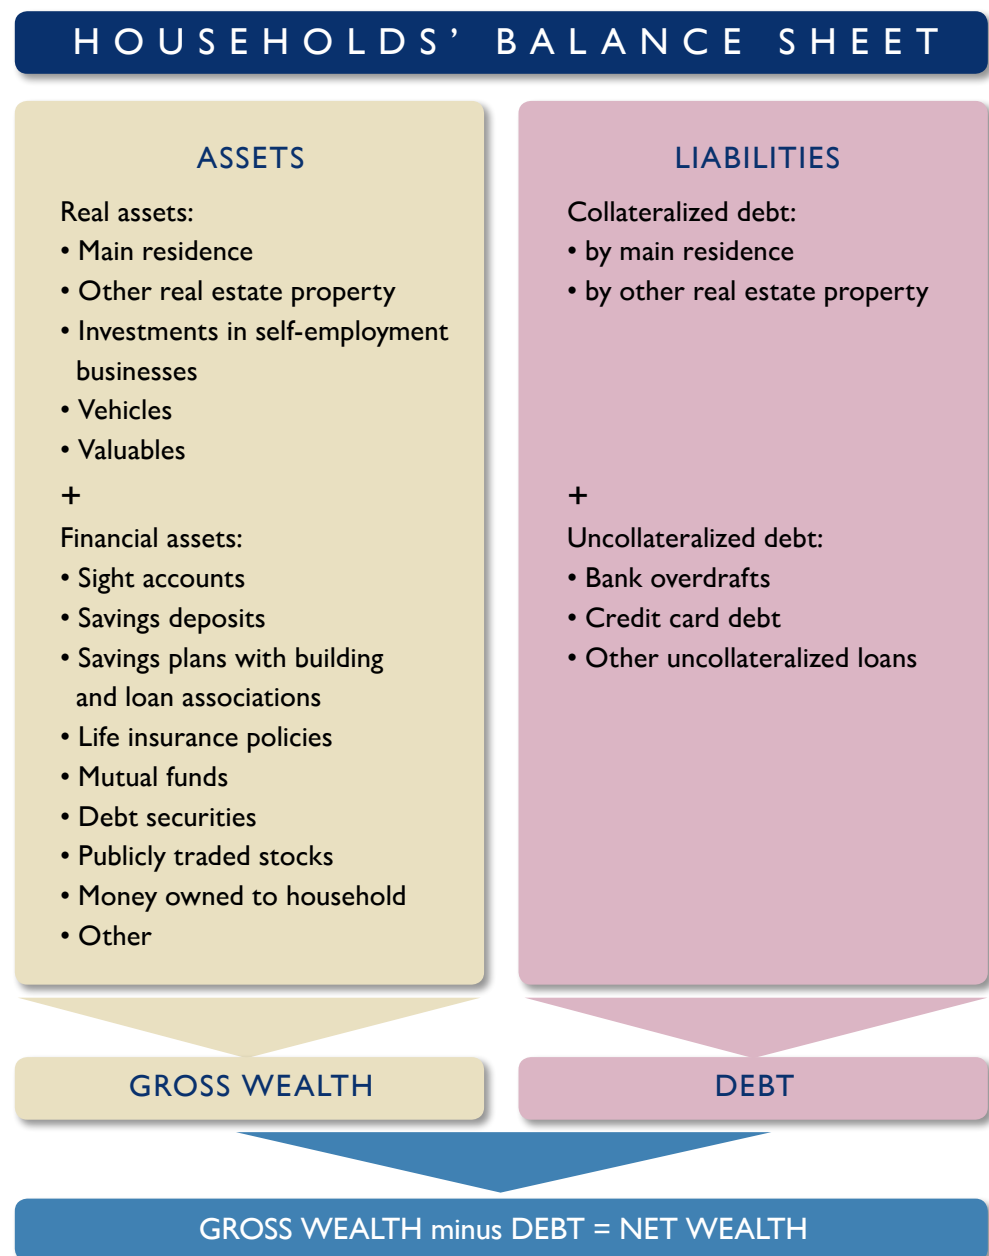 HOUSEHOLDS’ BALANCE SHEET
ASSETS
Real assets:
• Main residence
• Other real estate property
• Investments in self-employment
businesses
• Vehicles
• Valuables
+
Financial assets:
• Sight accounts
• Savings deposits
• Savings plans with building
and loan associations
• Life insurance policies
• Mutual funds
• Debt securities
• Publicly traded stocks
• Money owned to household
• Other
LIABILITIES
Collateralized debt:
• by main residence
• by other real estate property
+
Uncollateralized debt:
• Bank overdrafts
• Credit card debt
• Other uncollateralized loans
GROSS WEALTH
DEBT
GROSS WEALTH minus DEBT = NET WEALTH